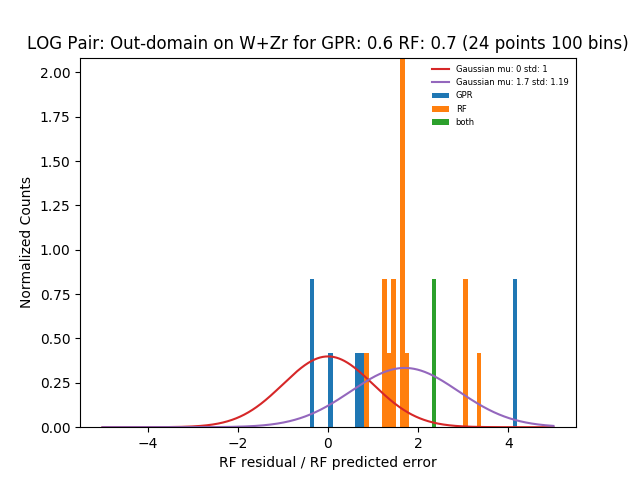 LOG Pair: Out-domain on W+Zr for GPR: 0.6 RF: 0.7 (24 points 100 bins)
Gaussian mu: 0 std: 1
Gaussian mu: 1.7 std: 1.19
GPR
RF
both
Normalized Counts
2.00
1.75
1.50
1.25
1.00
0.75
0.50
0.25
0.00
−4
−2
0
2
4
RF residual / RF predicted error